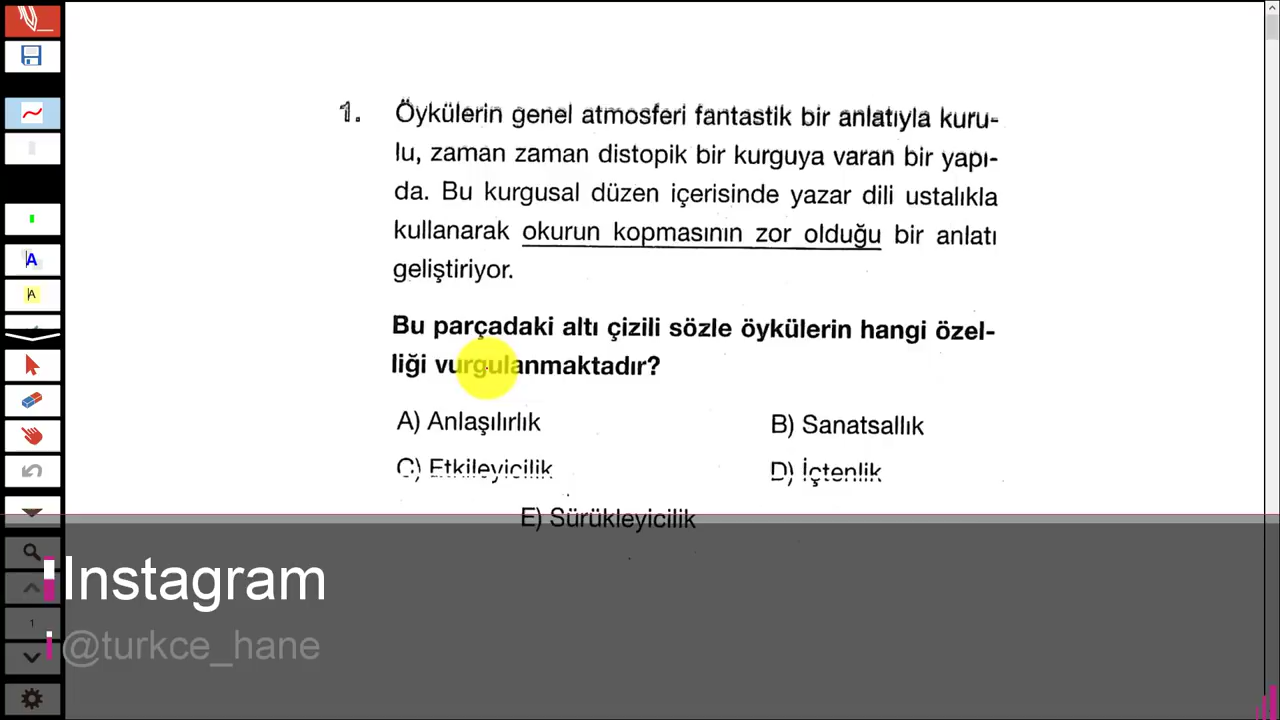 1. Öykülerin genel atmosferi fantastik bir anlatıyla kuru-
lu, zaman zaman distopik bir kurguya varan bir yapı-
da. Bu kurgusal düzen içerisinde yazar dili ustalıkla
kullanarak okurun kopmasının zor olduğu bir anlatı
geliştiriyor.
Bu parçadaki altı çizili sözle öykülerin hangi özel-
liği vurgulanmaktadır?
A) Anlaşılırlık B) Sanatsallık
C) Etkileyicilik D) İçtenlik
E) Sürükleyicilik
A
A
1
Instagram
@turkce_hane